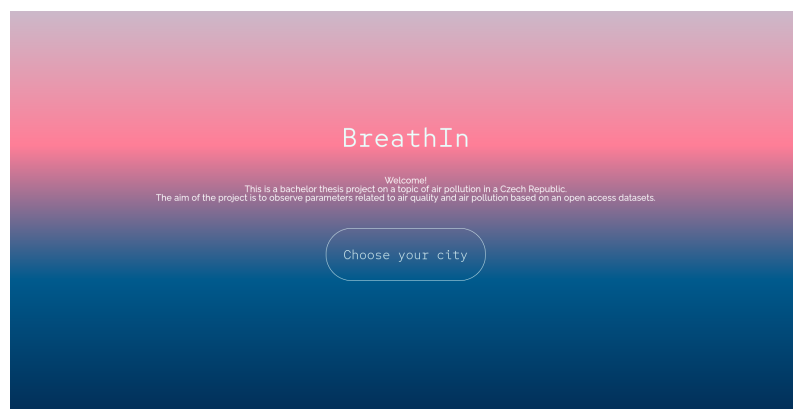 BreathIn
Welcome!
This is a bachelor thesis project on a topic of air pollution in a Czech Republic.
The aim of the project is to observe parameters related to air quality and air pollution based on an open access datasets.
Choose your city